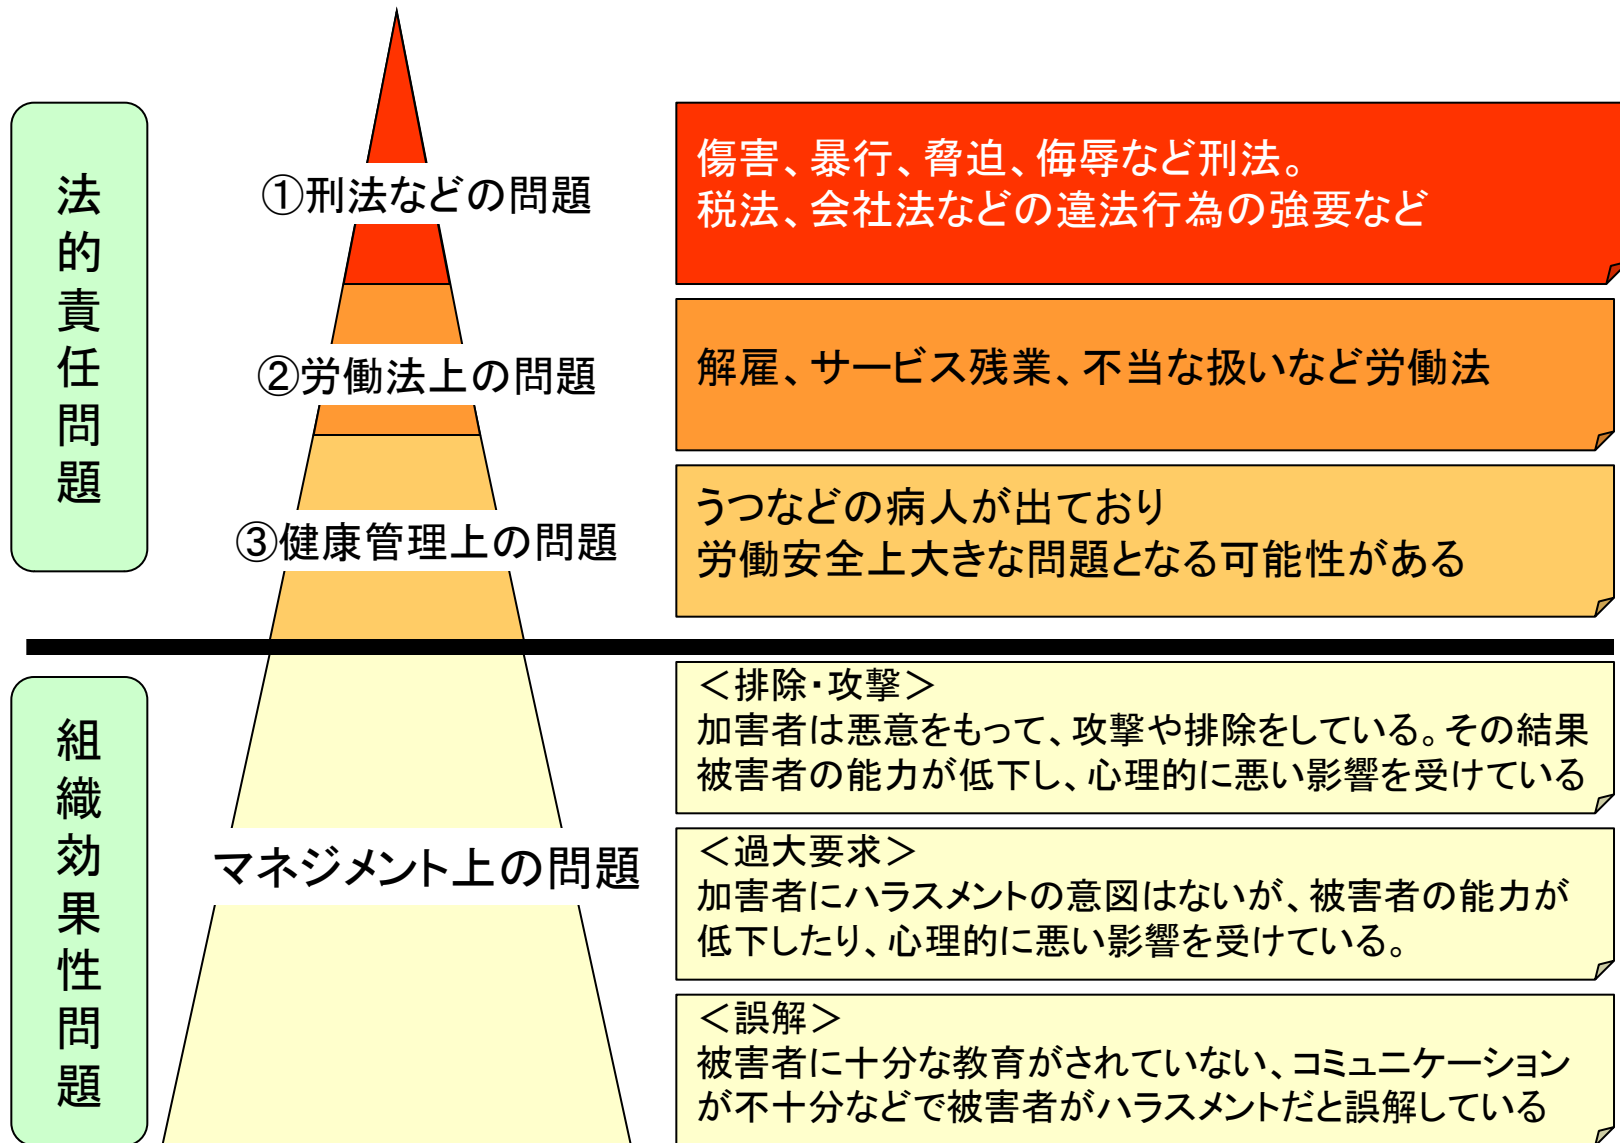 法的責任問題
①刑法などの問題
傷害、暴行、脅迫、侮辱など刑法。
税法、会社法などの違法行為の強要など
②労働法上の問題
解雇、サービス残業、不当な扱いなど労働法
③健康管理上の問題
うつなどの病人が出ており
労働安全上大きな問題となる可能性がある
組織効果性問題
マネジメント上の問題
＜排除・攻撃＞
加害者は悪意をもって、攻撃や排除をしている。その結果
被害者の能力が低下し、心理的に悪い影響を受けている
＜過大要求＞
加害者にハラスメントの意図はないが、被害者の能力が
低下したり、心理的に悪い影響を受けている。
＜誤解＞
被害者に十分な教育がされていない、コミュニケーション
が不十分などで被害者がハラスメントだと誤解している